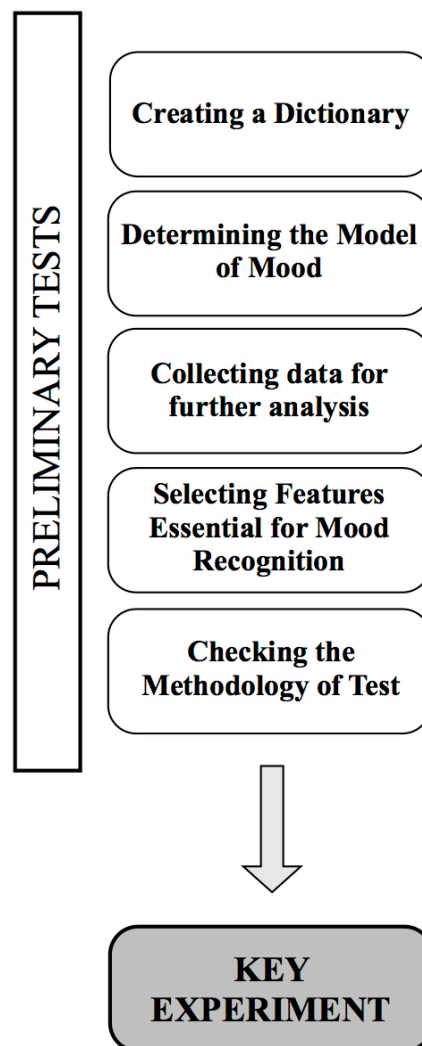 PRELIMINARY TESTS
Creating a Dictionary
Determining the Model
of Mood
Collecting data for
further analysis
Selecting Features
Essential for Mood
Recognition
Checking the
Methodology of Test
KEY
EXPERIMENT